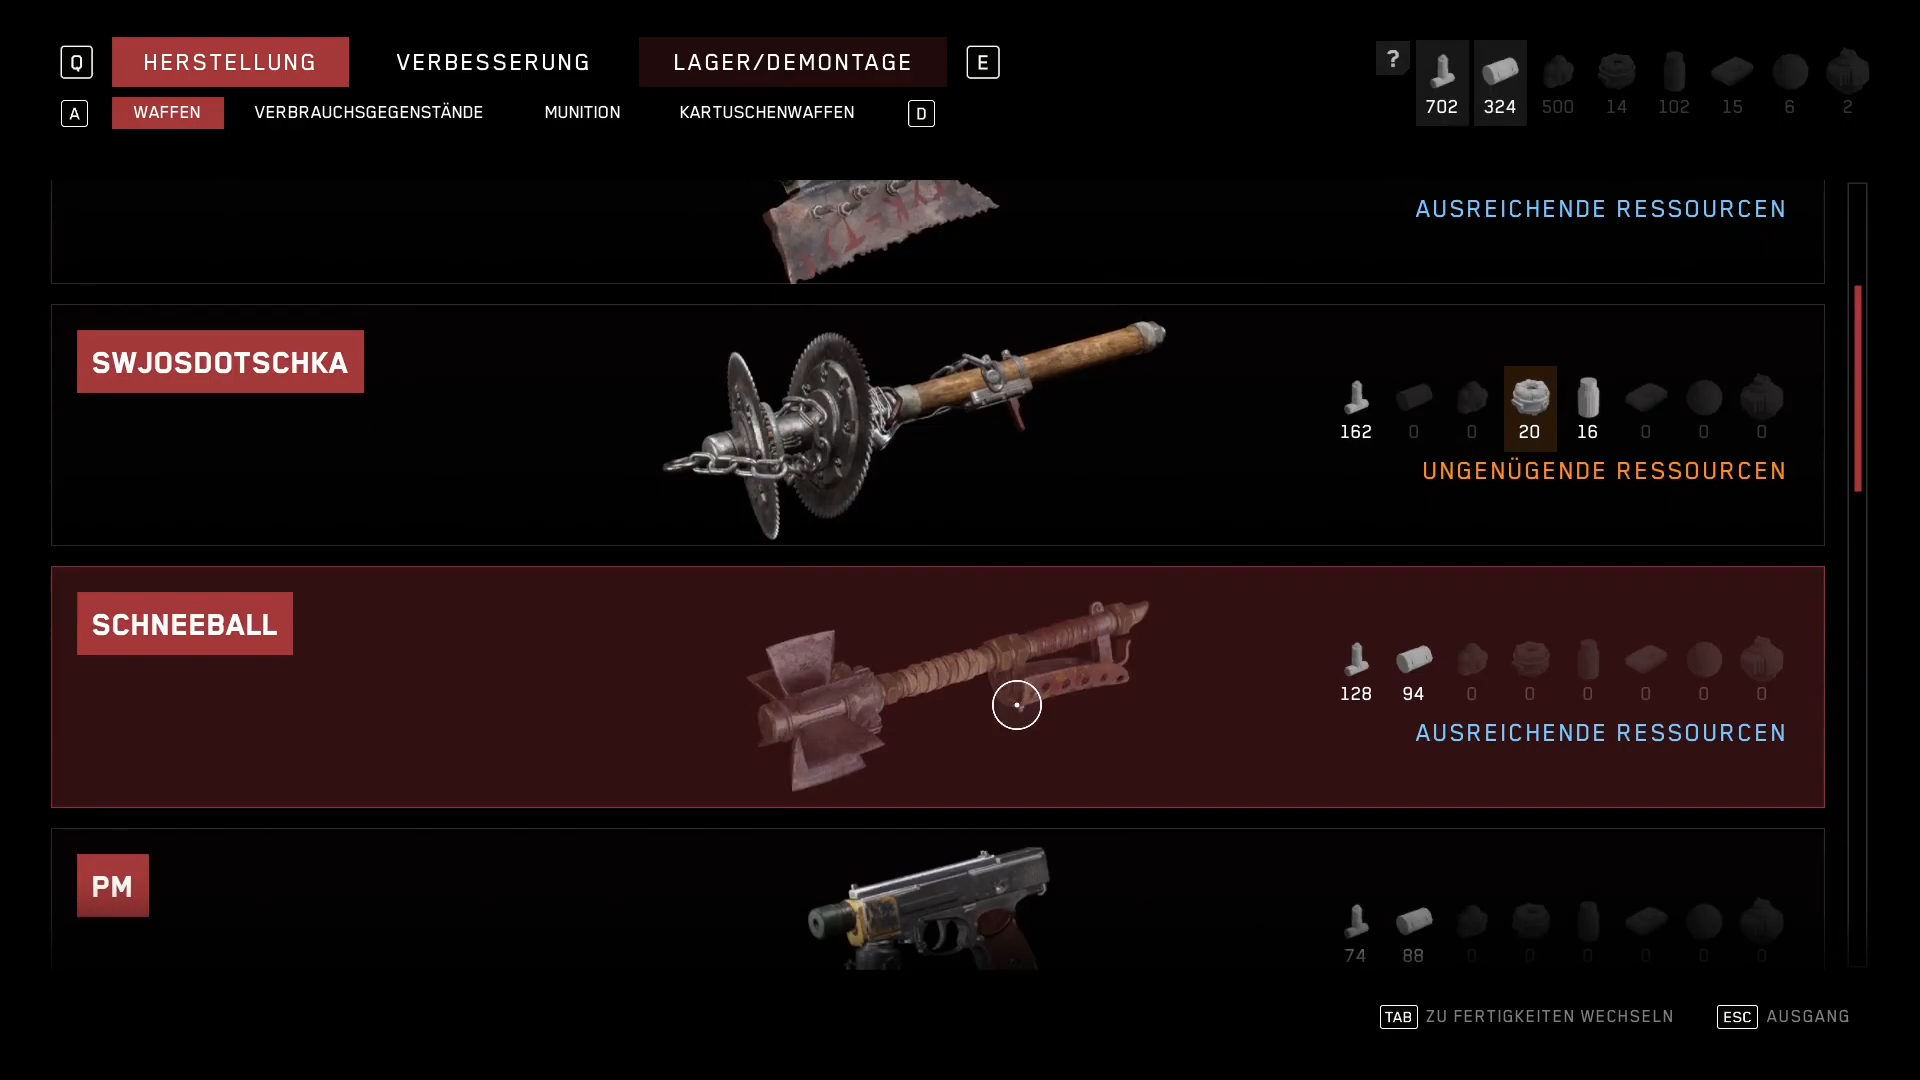 Q HERSTELLUNG VERBESSERUNG LAGER/DEMONTAGE E
A WAFFEN VERBRAUCHSGEGENSTÄNDE MUNITION KARTUSCHENWAFFEN D
?
702 324 500 14 102 15 6 2
AUSREICHENDE RESSOURCEN
SWJOSDOTSCHKA
162 0 0 20 16 0 0 0
UNGENÜGENDE RESSOURCEN
SCHNEEBALL
128 94 0 0 0 0 0 0
AUSREICHENDE RESSOURCEN
PM
74 88 0 0 0 0 0 0
TAB ZU FERTIGKEITEN WECHSELN ESC AUSGANG